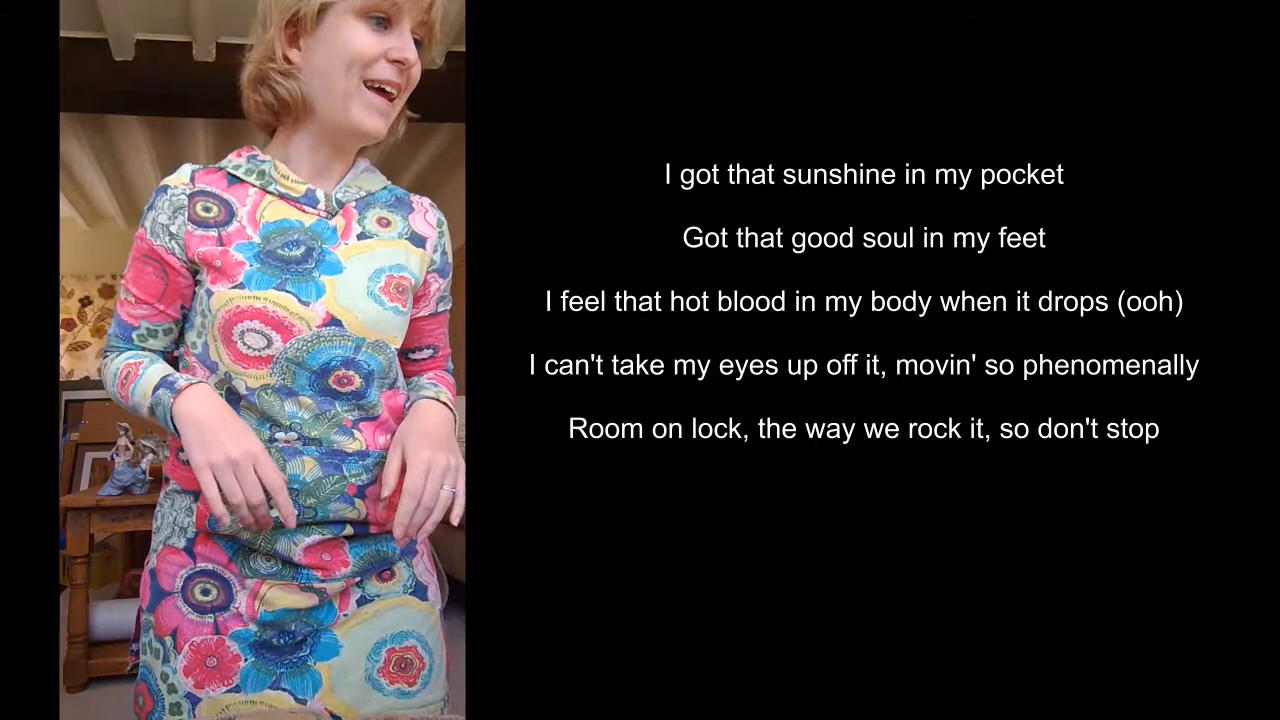 I got that sunshine in my pocket
Got that good soul in my feet
I feel that hot blood in my body when it drops (ooh)
I can't take my eyes up off it, movin' so phenomenally
Room on lock, the way we rock it, so don't stop